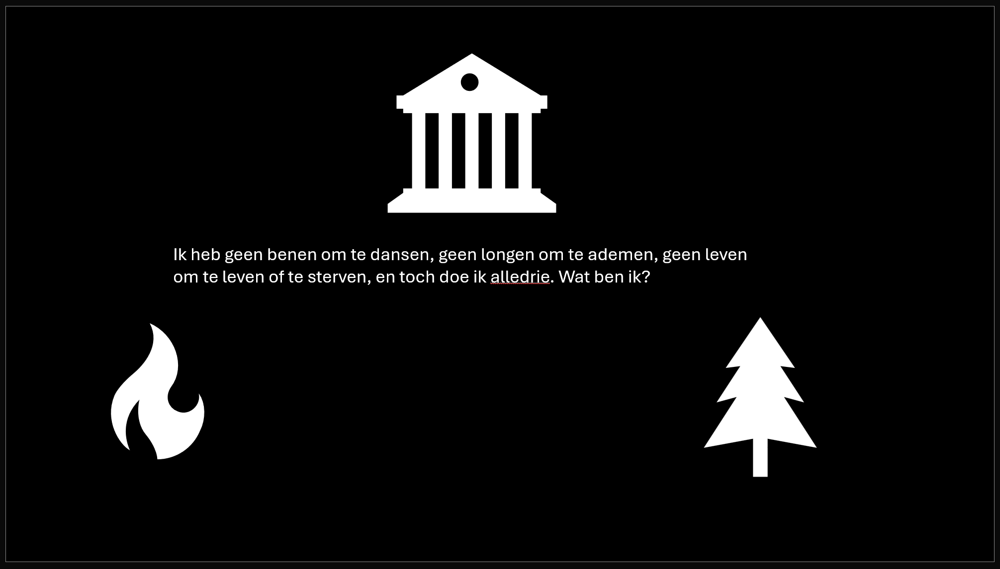 Ik heb geen benen om te dansen, geen longen om te ademen, geen leven
om te leven of te sterven, en toch doe ik alledrie. Wat ben ik?